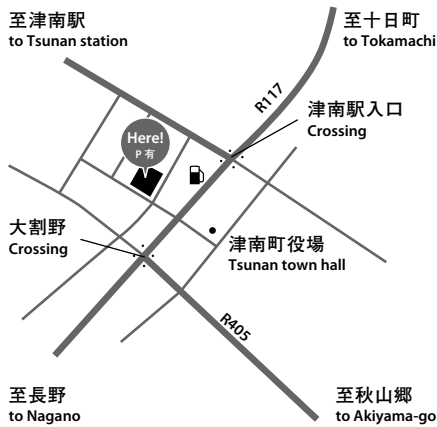 至津南駅
to Tsunan station
至十日町
to Tokamachi
R117
津南駅入口
Crossing
Here!
P 有
大割野
Crossing
津南町役場
Tsunan town hall
R405
至長野
to Nagano
至秋山郷
to Akiyama-go